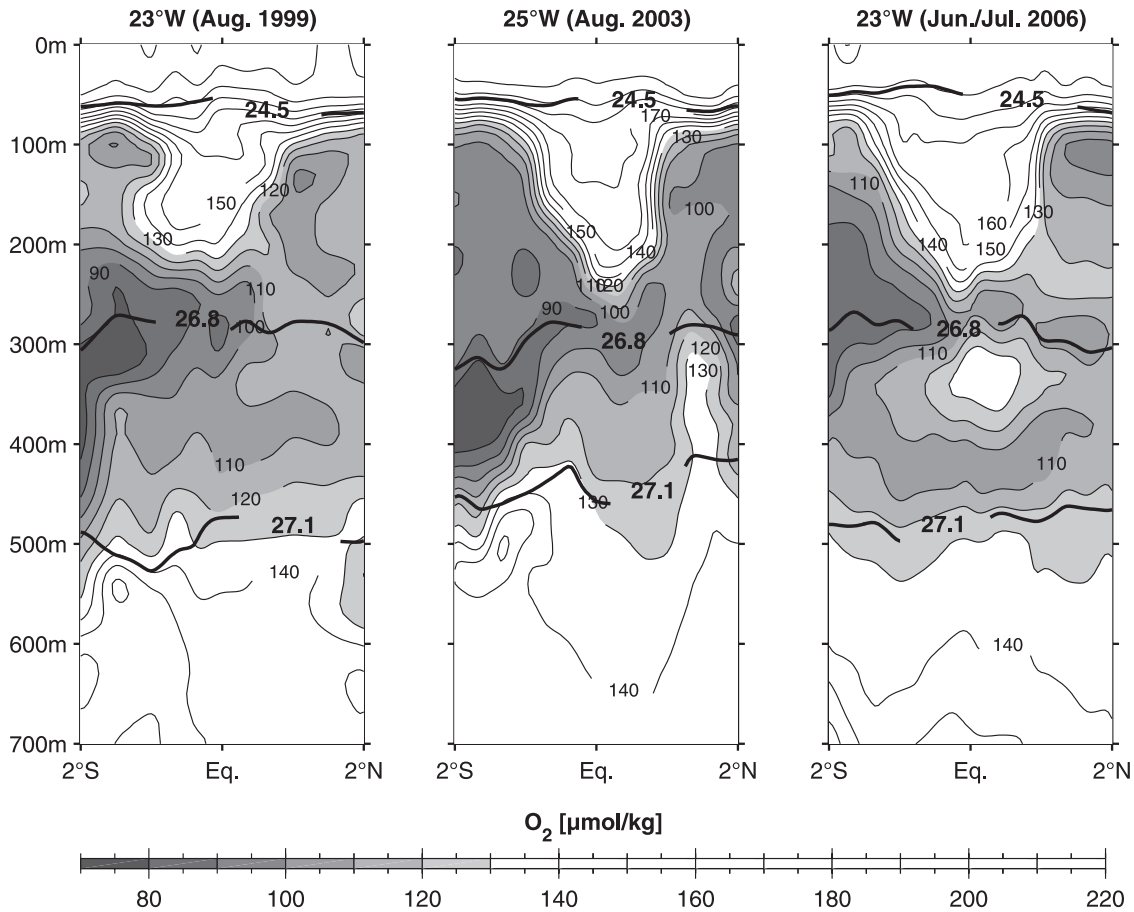 23°W (Aug. 1999) 25°W (Aug. 2003) 23°W (Jun./Jul. 2006)
0m
24.5 24.5 24.5
170
100m 130
110
120
150 100
130 150 140 160 130
200m 140 150
90 110 110 120
100
26.8 100 90 26.8 26.8
300m 120 110
130
110
400m
110 110
120 27.1
27.1 130 27.1
500m
140
600m 140
140
700m
2°S Eq. 2°N 2°S Eq. 2°N 2°S Eq. 2°N
O2 [µmol/kg]
80 100 120 140 160 180 200 220